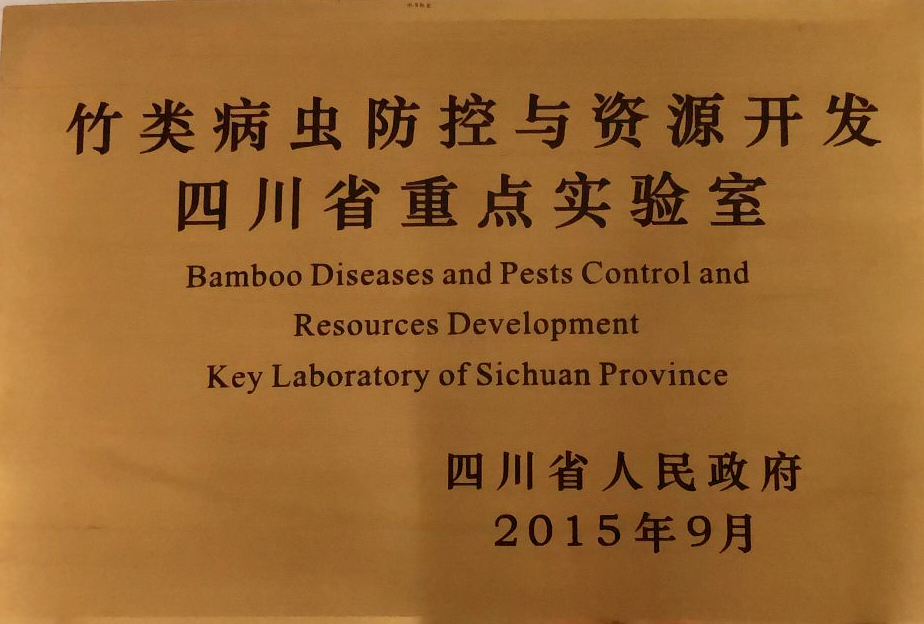 竹类病虫防控与资源开发
四川省重点实验室
Bamboo Diseases and Pests Control and
Resources Development
Key Laboratory of Sichuan Province
四川省人民政府
2015年9月